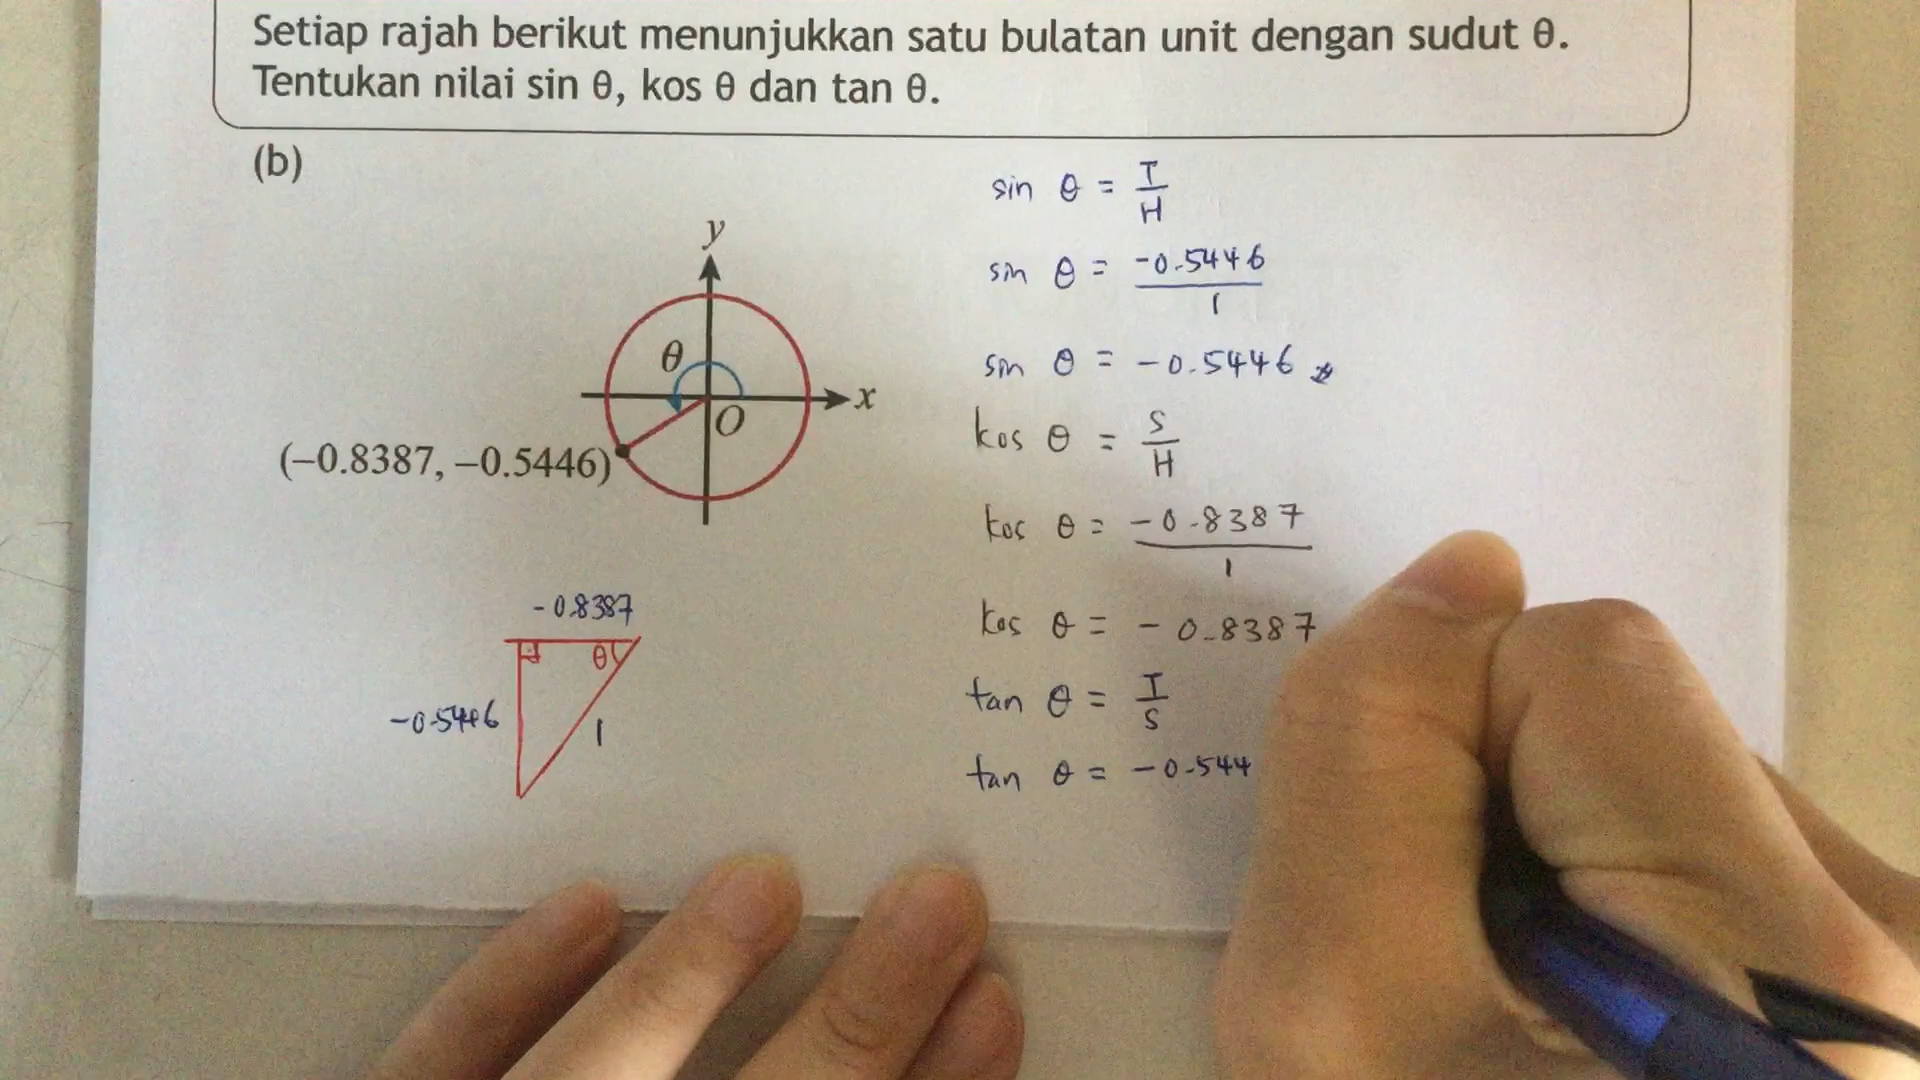 Setiap rajah berikut menunjukkan satu bulatan unit dengan sudut θ.
Tentukan nilai sin θ, kos θ dan tan θ.
(b)
y
θ
x
O
(−0.8387, −0.5446)
-0.8387
θ
-0.5446
1
sin θ = T/H
sin θ = -0.5446/1
sin θ = -0.5446
kos θ = S/H
kos θ = -0.8387/1
kos θ = -0.8387
tan θ = T/S
tan θ = -0.544